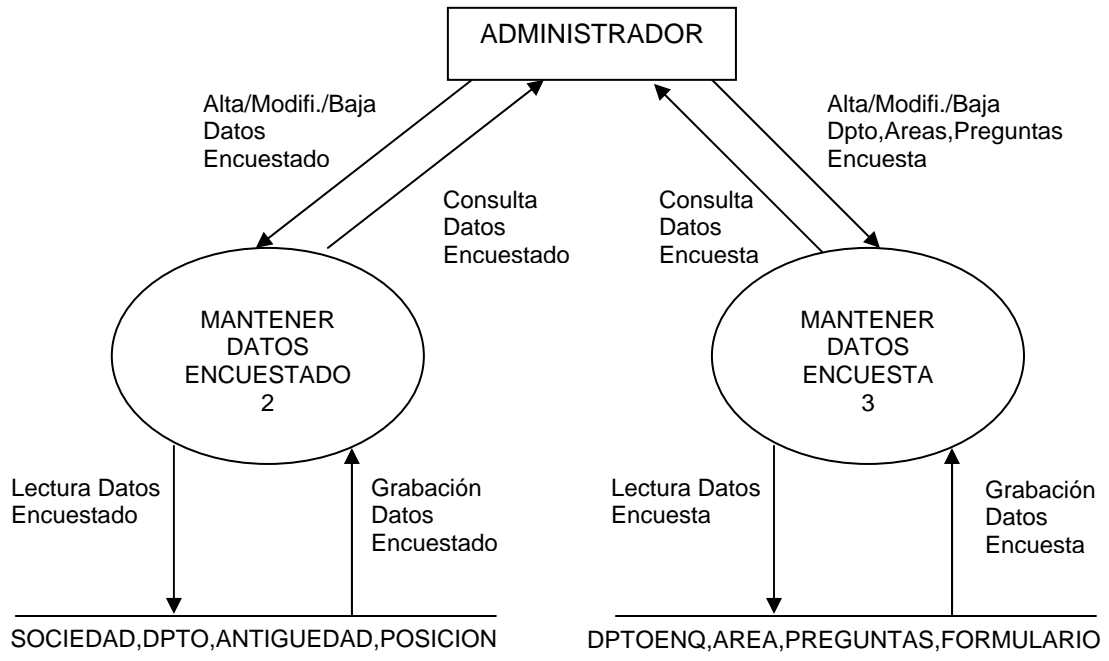 ADMINISTRADOR
Alta/Modifi./Baja
Datos
Encuestado
Alta/Modifi./Baja
Dpto,Areas,Preguntas
Encuesta
Consulta
Datos
Encuestado
Consulta
Datos
Encuesta
MANTENER
DATOS
ENCUESTADO
2
MANTENER
DATOS
ENCUESTA
3
Lectura Datos
Encuestado
Grabación
Datos
Encuestado
Lectura Datos
Encuesta
Grabación
Datos
Encuesta
SOCIEDAD,DPTO,ANTIGUEDAD,POSICION
DPTOENQ,AREA,PREGUNTAS,FORMULARIO